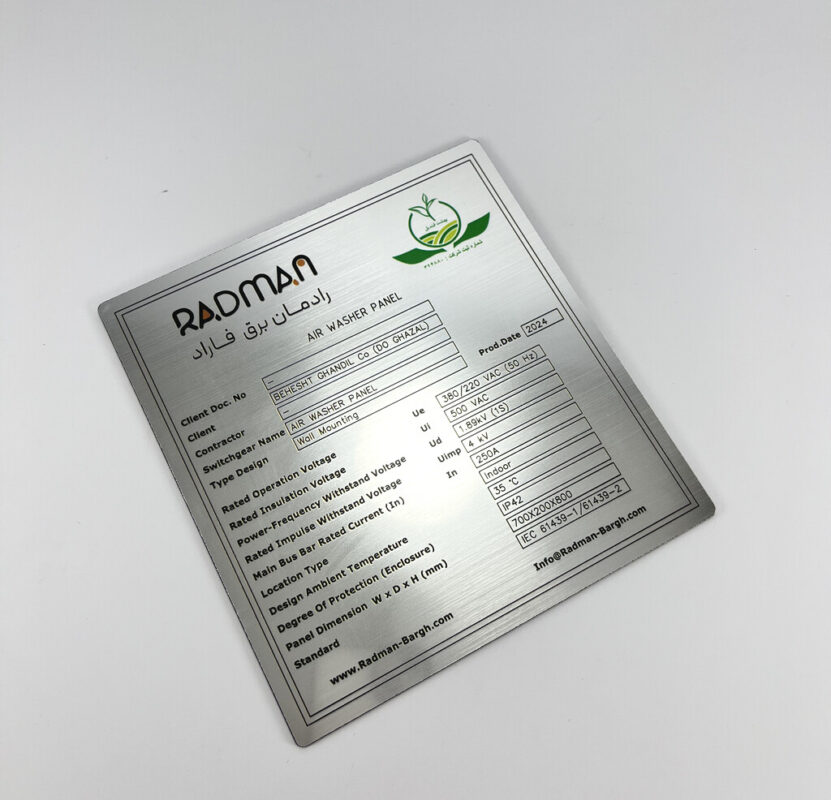 RADMAN
رادمان برق فاراد
بهشت قندیل
شماره ثبت شرکت :
AIR WASHER PANEL
Client Doc. No –
Client BEHESHT GHANDIL Co (DO GHAZAL)
Contractor –
Switchgear Name AIR WASHER PANEL
Type Design Wall Mounting
Prod.Date 2024
Rated Operation Voltage Ue 380/220 VAC (50 Hz)
Rated Insulation Voltage Ui 500 VAC
Power-Frequency Withstand Voltage Ud 1.89kV (1S)
Rated Impulse Withstand Voltage Uimp 4 kV
Main Bus Bar Rated Current (In) In 250A
Location Type Indoor
Design Ambient Temperature 35 °C
Degree Of Protection (Enclosure) IP42
Panel Dimension W x D x H (mm) 700X200X800
Standard IEC 61439-1/61439-2
www.Radman-Bargh.com Info@Radman-Bargh.com